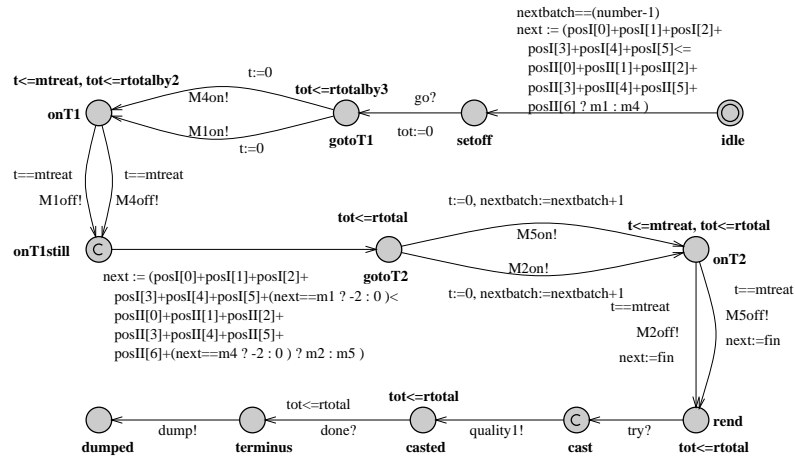 nextbatch==(number-1)
next := (posI[0]+posI[1]+posI[2]+
posI[3]+posI[4]+posI[5]<=
posII[0]+posII[1]+posII[2]+
posII[3]+posII[4]+posII[5]+
posII[6] ? m1 : m4 )
t<=mtreat, tot<=rtotalby2
t:=0
tot<=rtotalby3
M4on!
go?
onT1
M1on!
t:=0
gotoT1
tot:=0
setoff
idle
t==mtreat
M1off!
t==mtreat
M4off!
onT1still
C
tot<=rtotal
gotoT2
t:=0, nextbatch:=nextbatch+1
M5on!
M2on!
t:=0, nextbatch:=nextbatch+1
t<=mtreat, tot<=rtotal
onT2
next := (posI[0]+posI[1]+posI[2]+
posI[3]+posI[4]+posI[5]+(next==m1 ? -2 : 0 )<
posII[0]+posII[1]+posII[2]+
posII[3]+posII[4]+posII[5]+
posII[6]+(next==m4 ? -2 : 0 ) ? m2 : m5 )
t==mtreat
M2off!
next:=fin
t==mtreat
M5off!
next:=fin
dumped
dump!
terminus
tot<=rtotal
done?
tot<=rtotal
casted
quality1!
C
cast
try?
rend
tot<=rtotal